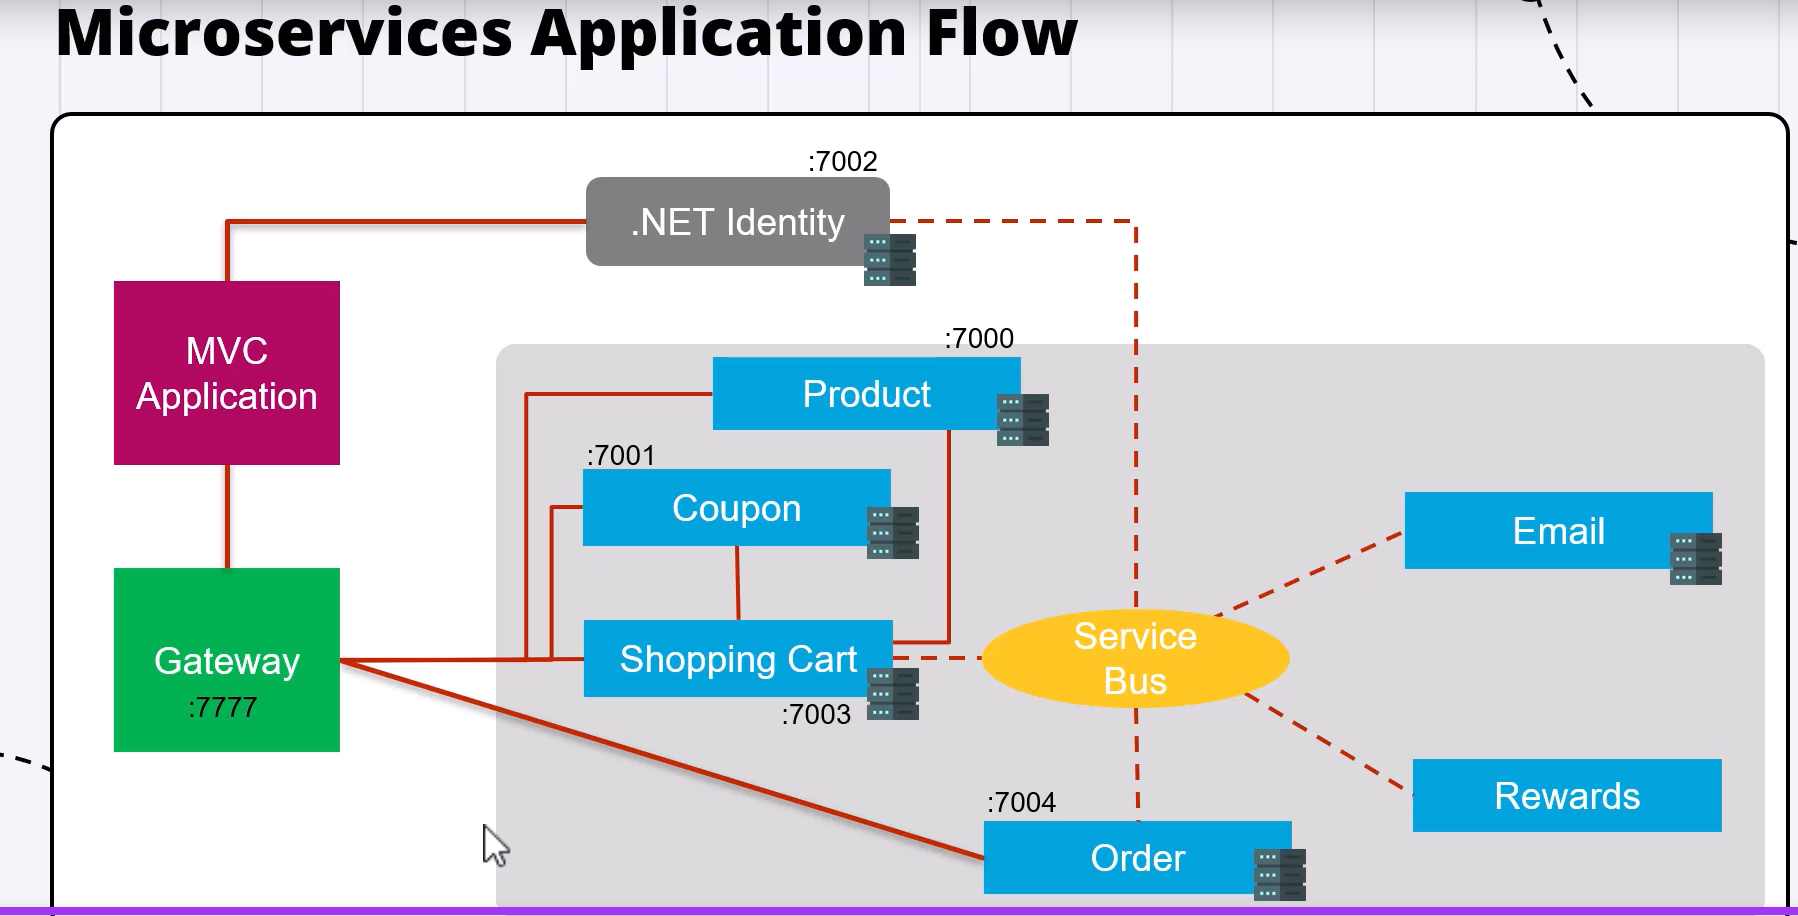 Microservices Application Flow
:7002
.NET Identity
MVC
Application
:7000
Product
:7001
Coupon
Email
Shopping Cart
:7003
Service
Bus
Gateway
:7777
Rewards
:7004
Order